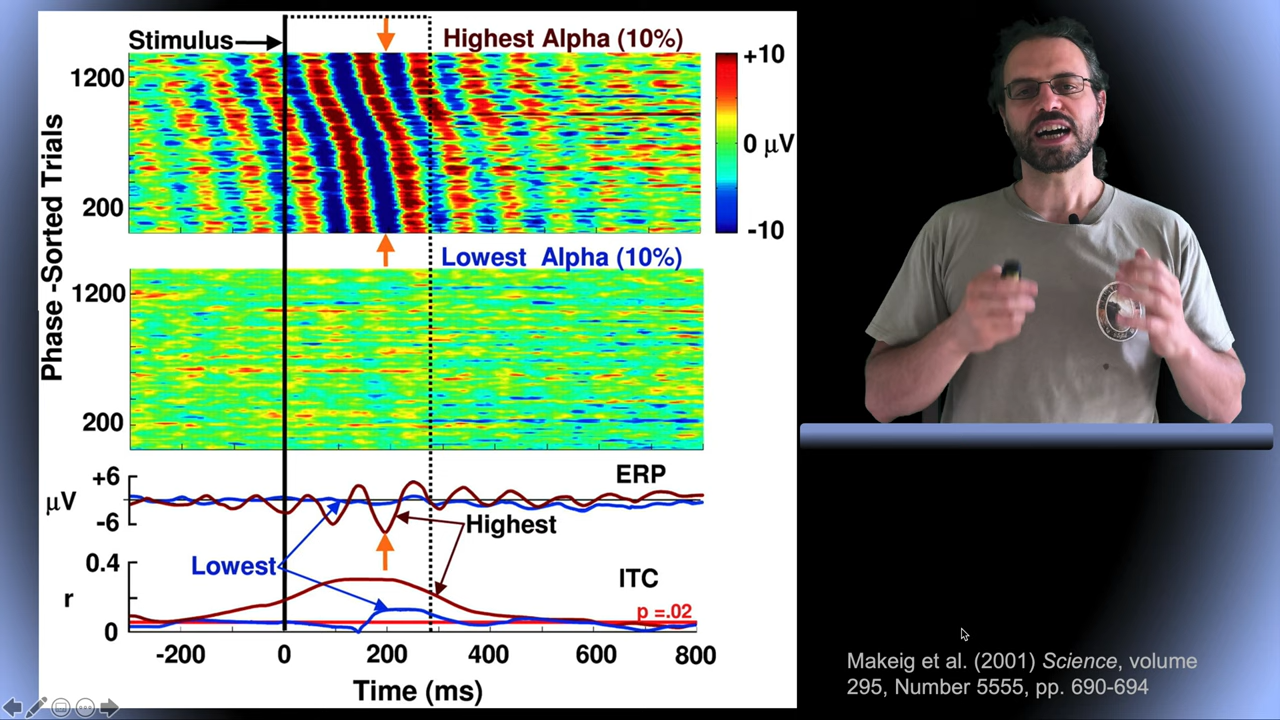 Stimulus
Highest Alpha (10%)
+10
0 µV
-10
Phase -Sorted Trials
1200
200
Lowest Alpha (10%)
1200
200
+6
µV
-6
ERP
Highest
Lowest
0.4
r
0
ITC
p =.02
-200 0 200 400 600 800
Time (ms)
Makeig et al. (2001) Science, volume
295, Number 5555, pp. 690-694